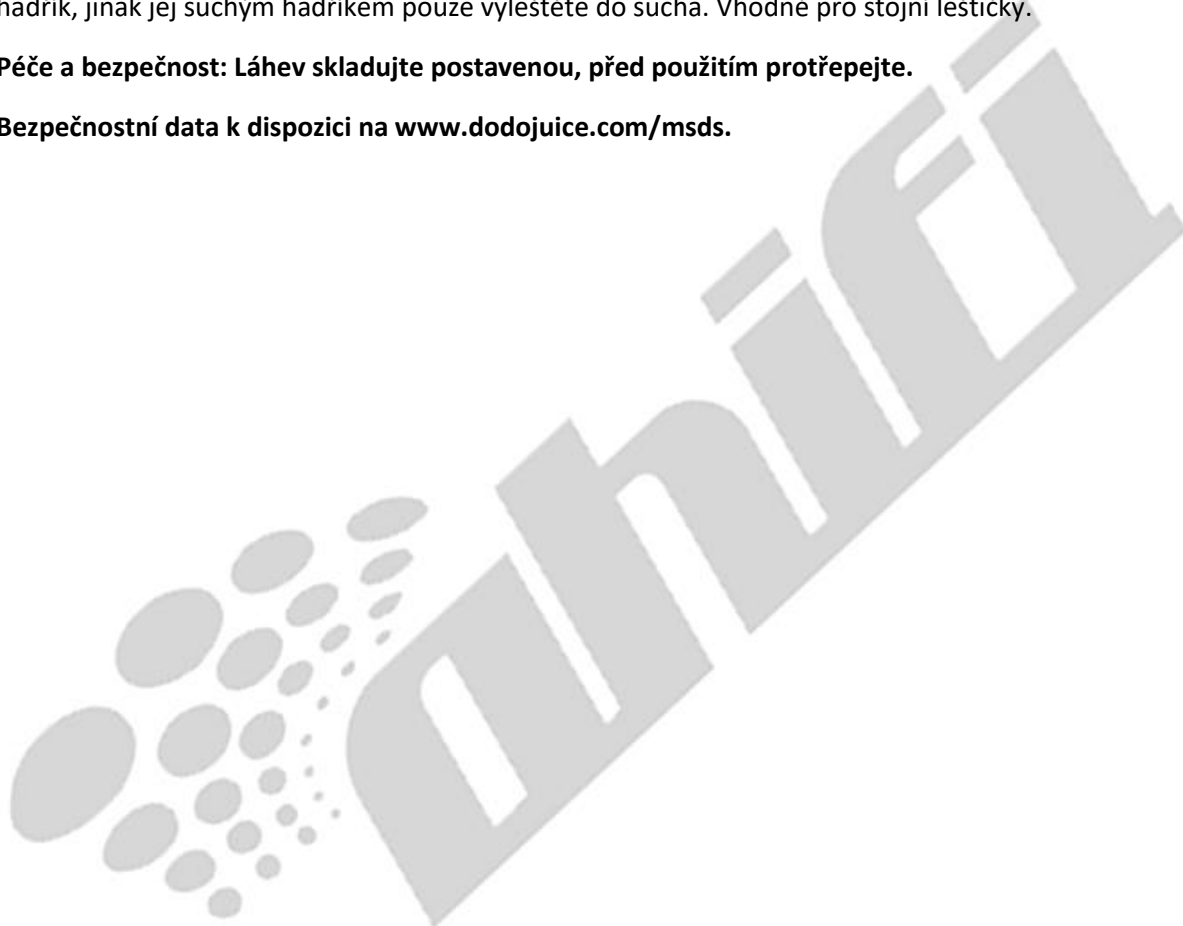 hadřík, jinak jej suchým hadříkem pouze vyleštěte do sucha. Vhodné pro stojní leštičky.
Péče a bezpečnost: Láhev skladujte postavenou, před použitím protřepejte.
Bezpečnostní data k dispozici na www.dodojuice.com/msds.
ahifi